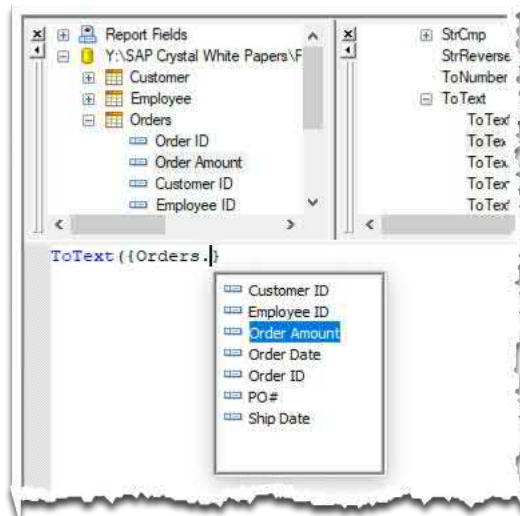 Report Fields
Y:\SAP Crystal White Papers\F
Customer
Employee
Orders
Order ID
Order Amount
Customer ID
Employee ID
StrCmp
StrReverse
ToNumber
ToText
ToText
ToTex
ToTex
ToTex
ToText
ToText({Orders.}
Customer ID
Employee ID
Order Amount
Order Date
Order ID
PO#
Ship Date